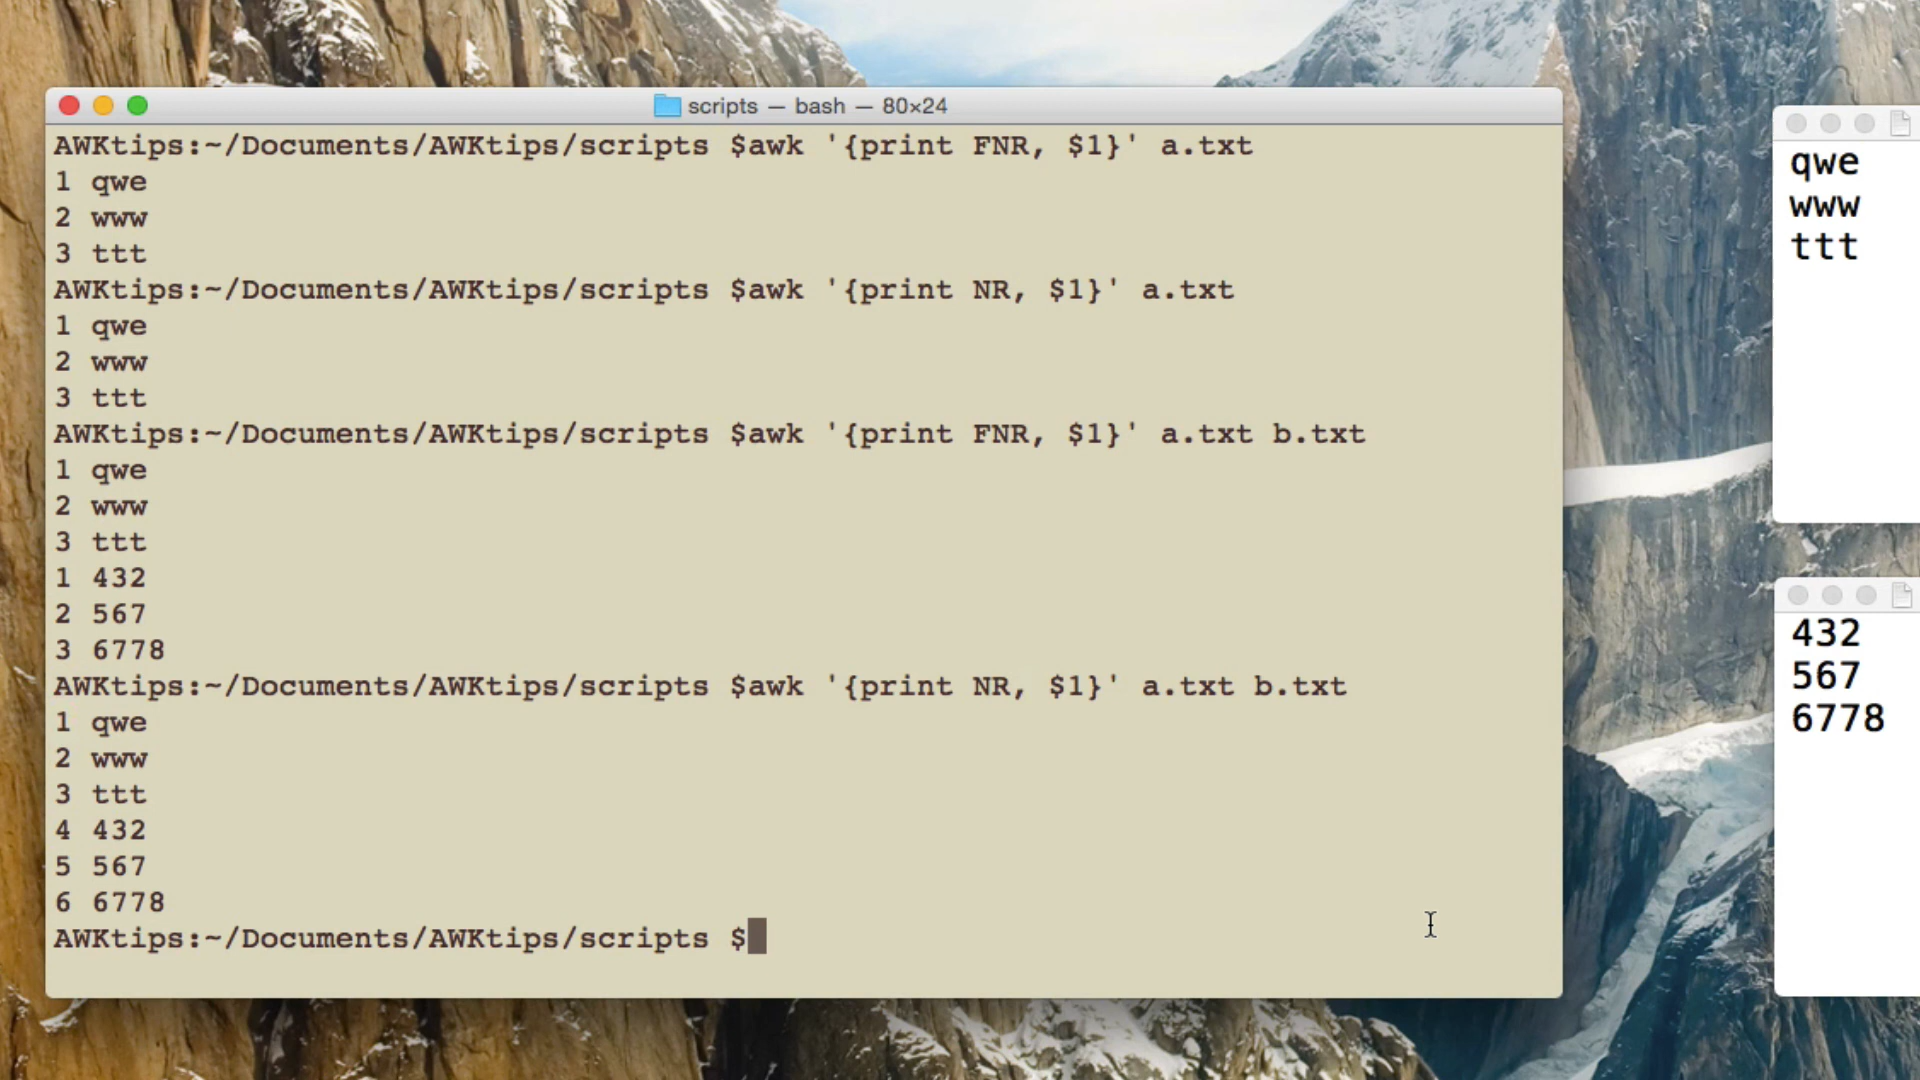 scripts — bash — 80×24
AWKtips:~/Documents/AWKtips/scripts $awk '{print FNR, $1}' a.txt
1 qwe
2 www
3 ttt
AWKtips:~/Documents/AWKtips/scripts $awk '{print NR, $1}' a.txt
1 qwe
2 www
3 ttt
AWKtips:~/Documents/AWKtips/scripts $awk '{print FNR, $1}' a.txt b.txt
1 qwe
2 www
3 ttt
1 432
2 567
3 6778
AWKtips:~/Documents/AWKtips/scripts $awk '{print NR, $1}' a.txt b.txt
1 qwe
2 www
3 ttt
4 432
5 567
6 6778
AWKtips:~/Documents/AWKtips/scripts $
qwe
www
ttt
432
567
6778